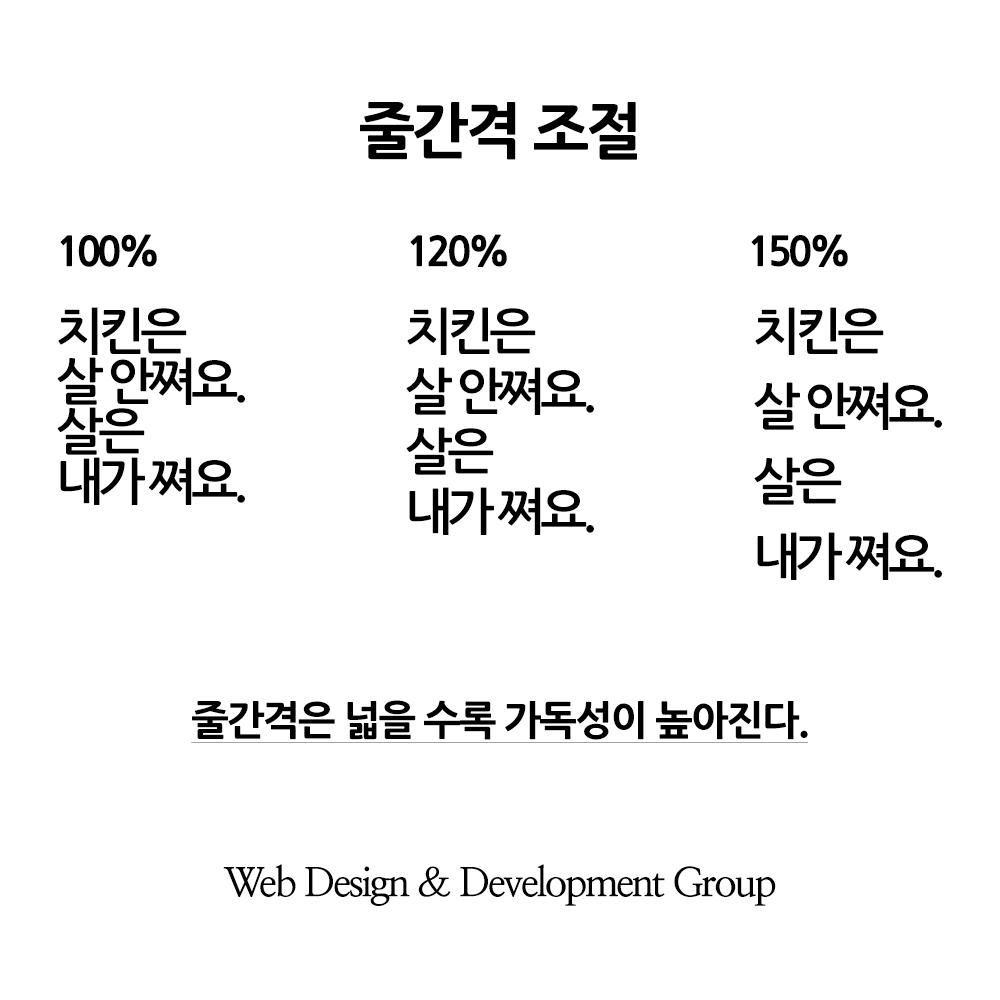 줄간격 조절
100%
치킨은
살 안쪄요.
살은
내가 쪄요.
120%
치킨은
살 안쪄요.
살은
내가 쪄요.
150%
치킨은
살 안쪄요.
살은
내가 쪄요.
줄간격은 넓을 수록 가독성이 높아진다.
Web Design & Development Group